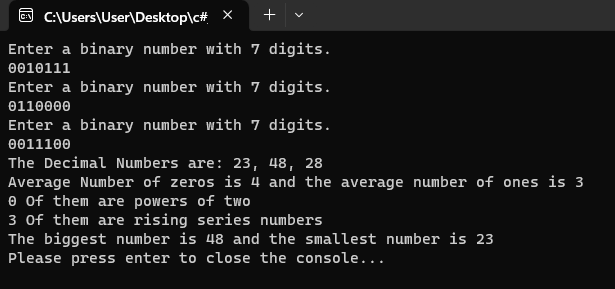 C:\Users\User\Desktop\c#
Enter a binary number with 7 digits.
0010111
Enter a binary number with 7 digits.
0110000
Enter a binary number with 7 digits.
0011100
The Decimal Numbers are: 23, 48, 28
Average Number of zeros is 4 and the average number of ones is 3
0 Of them are powers of two
3 Of them are rising series numbers
The biggest number is 48 and the smallest number is 23
Please press enter to close the console...